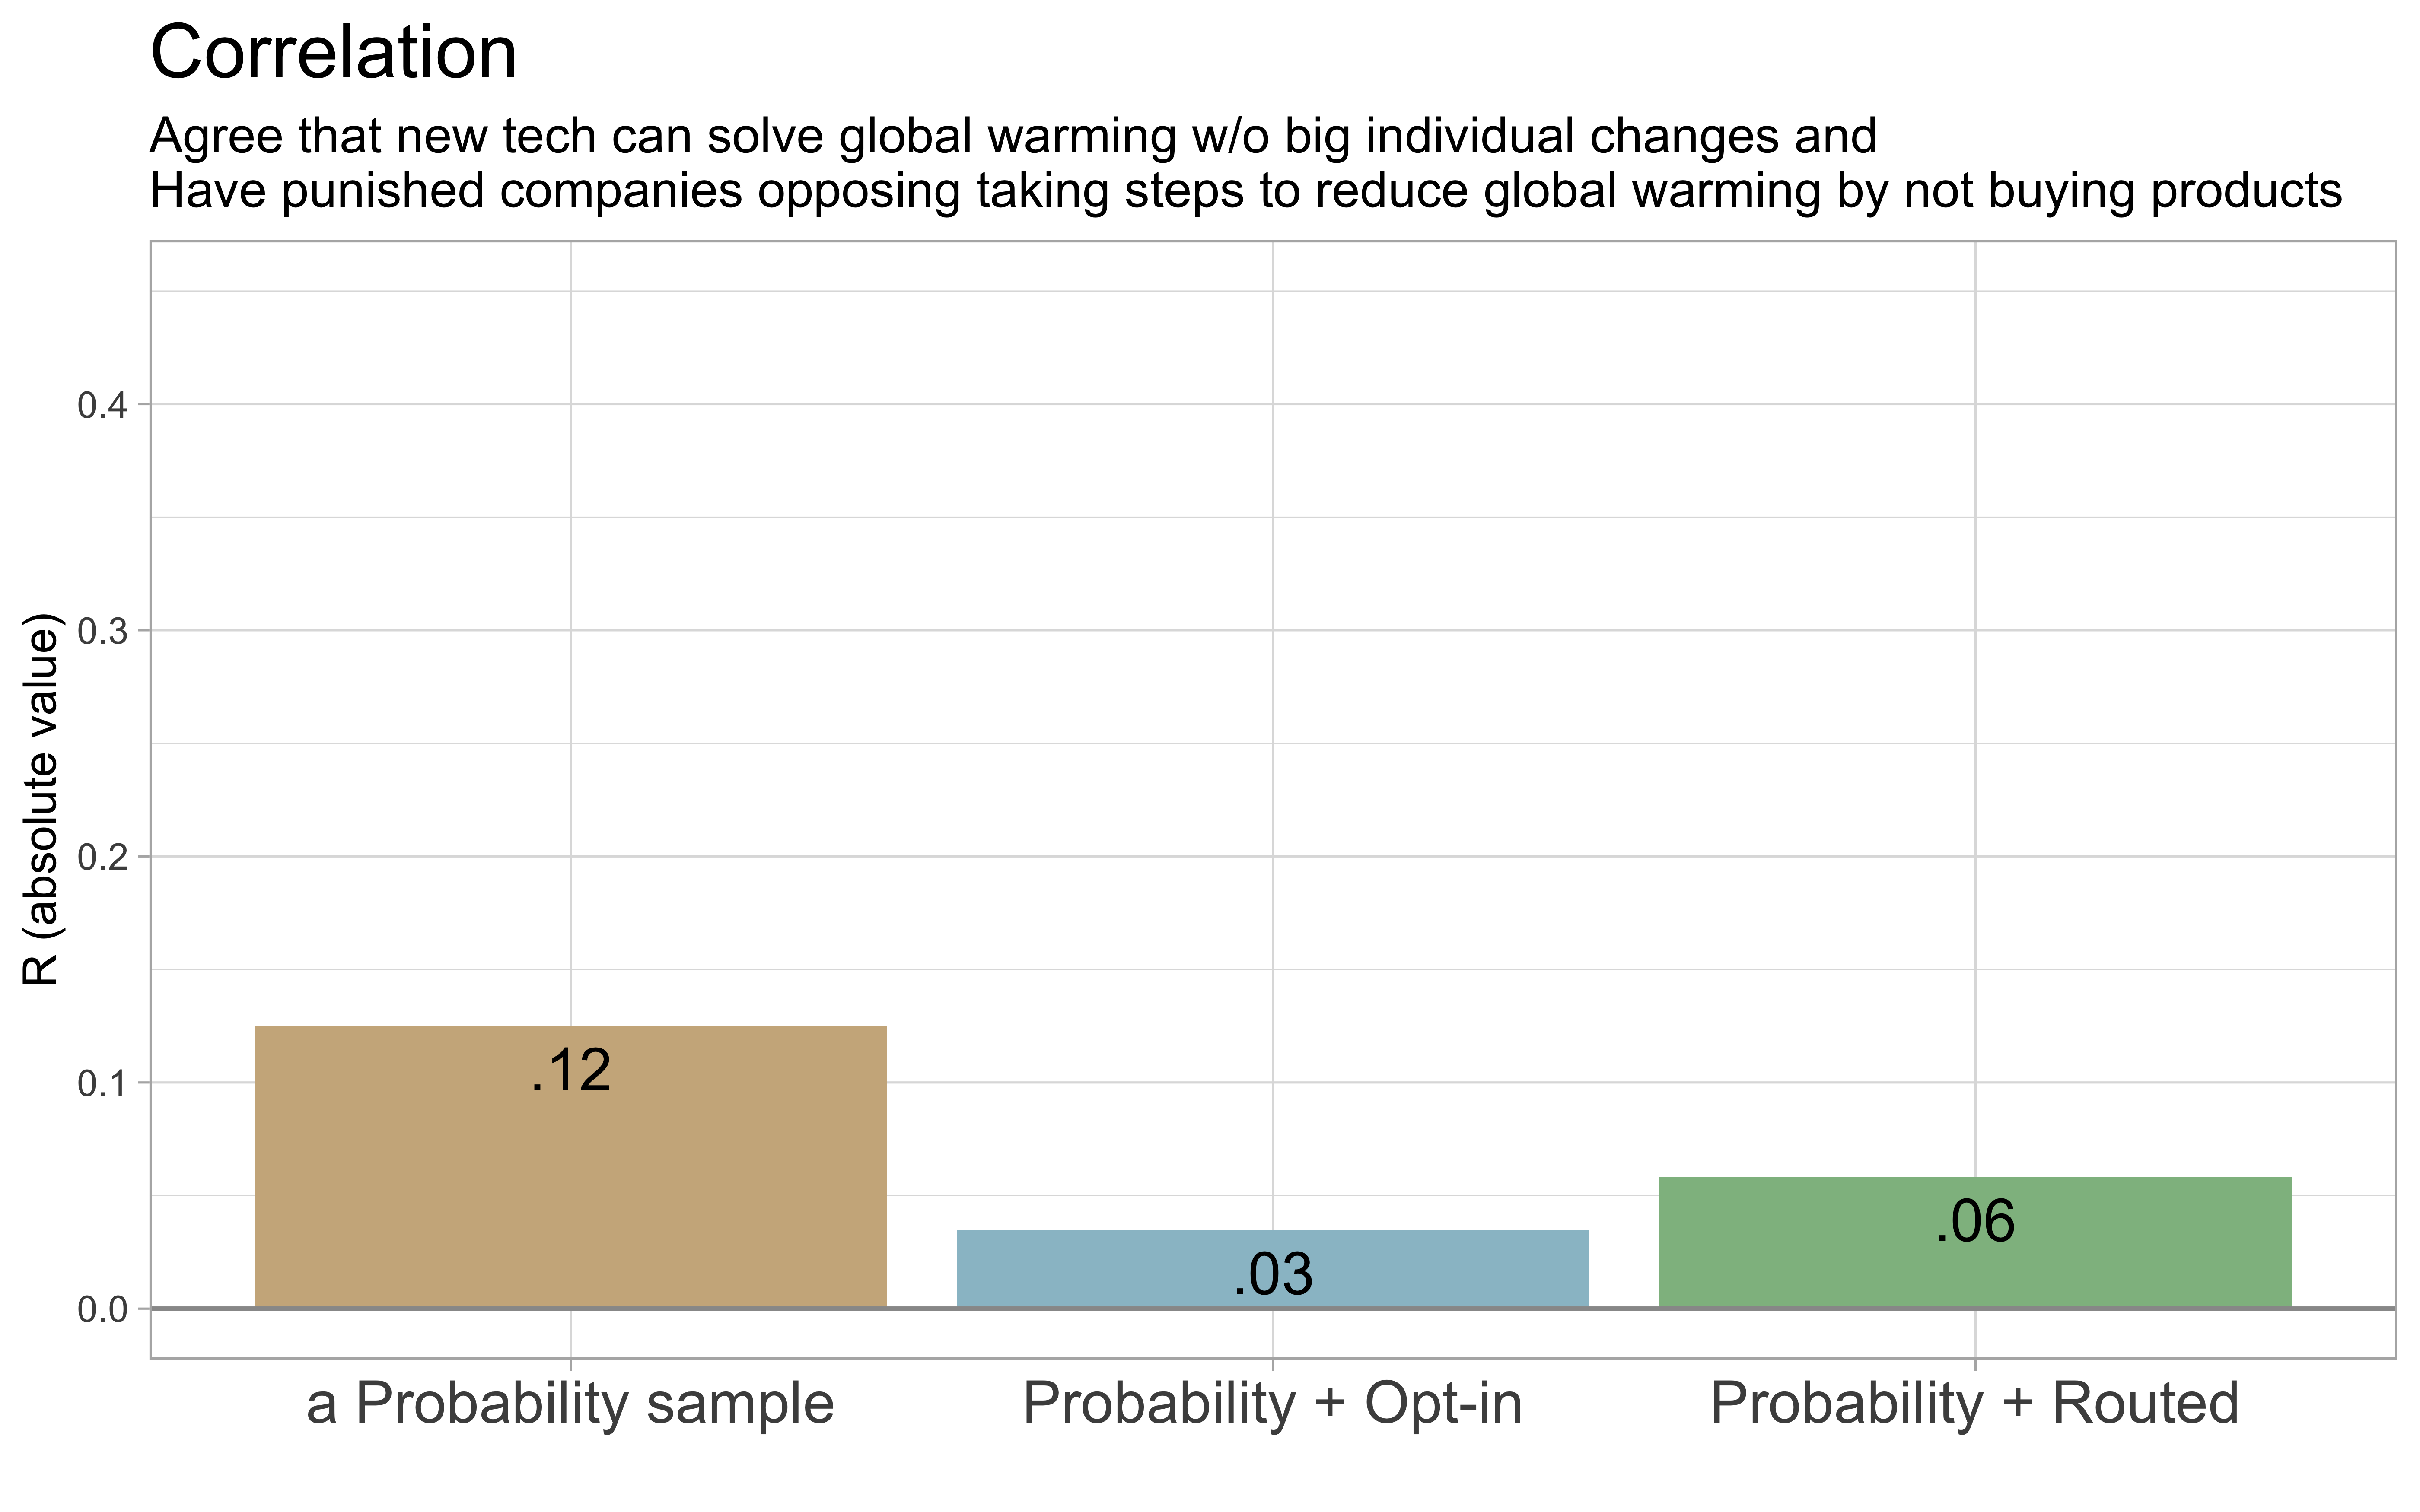 Correlation
Agree that new tech can solve global warming w/o big individual changes and
Have punished companies opposing taking steps to reduce global warming by not buying products
R (absolute value)
0.4
0.3
0.2
0.1
0.0
.12
.03
.06
a Probability sample
Probability + Opt-in
Probability + Routed